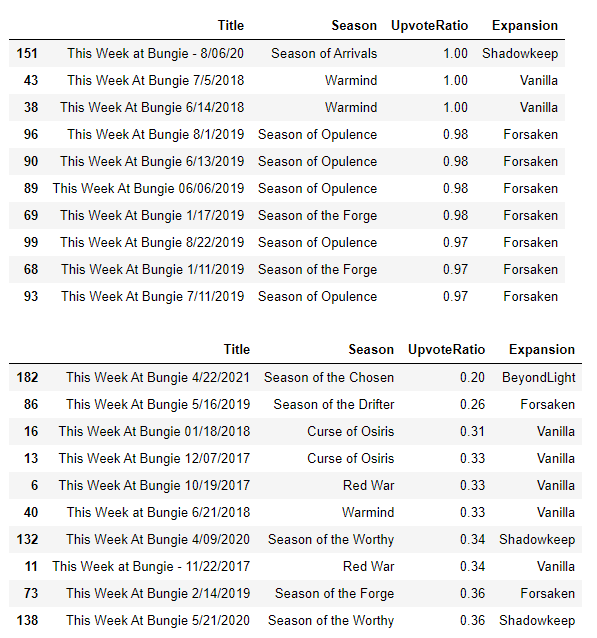 Title Season UpvoteRatio Expansion
151 This Week at Bungie - 8/06/20 Season of Arrivals 1.00 Shadowkeep
43 This Week At Bungie 7/5/2018 Warmind 1.00 Vanilla
38 This Week At Bungie 6/14/2018 Warmind 1.00 Vanilla
96 This Week At Bungie 8/1/2019 Season of Opulence 0.98 Forsaken
90 This Week At Bungie 6/13/2019 Season of Opulence 0.98 Forsaken
89 This Week At Bungie 06/06/2019 Season of Opulence 0.98 Forsaken
69 This Week At Bungie 1/17/2019 Season of the Forge 0.98 Forsaken
99 This Week At Bungie 8/22/2019 Season of Opulence 0.97 Forsaken
68 This Week At Bungie 1/11/2019 Season of the Forge 0.97 Forsaken
93 This Week At Bungie 7/11/2019 Season of Opulence 0.97 Forsaken
Title Season UpvoteRatio Expansion
182 This Week At Bungie 4/22/2021 Season of the Chosen 0.20 BeyondLight
86 This Week At Bungie 5/16/2019 Season of the Drifter 0.26 Forsaken
16 This Week At Bungie 01/18/2018 Curse of Osiris 0.31 Vanilla
13 This Week At Bungie 12/07/2017 Curse of Osiris 0.33 Vanilla
6 This Week At Bungie 10/19/2017 Red War 0.33 Vanilla
40 This Week at Bungie 6/21/2018 Warmind 0.33 Vanilla
132 This Week At Bungie 4/09/2020 Season of the Worthy 0.34 Shadowkeep
11 This Week at Bungie - 11/22/2017 Red War 0.34 Vanilla
73 This Week At Bungie 2/14/2019 Season of the Forge 0.36 Forsaken
138 This Week At Bungie 5/21/2020 Season of the Worthy 0.36 Shadowkeep